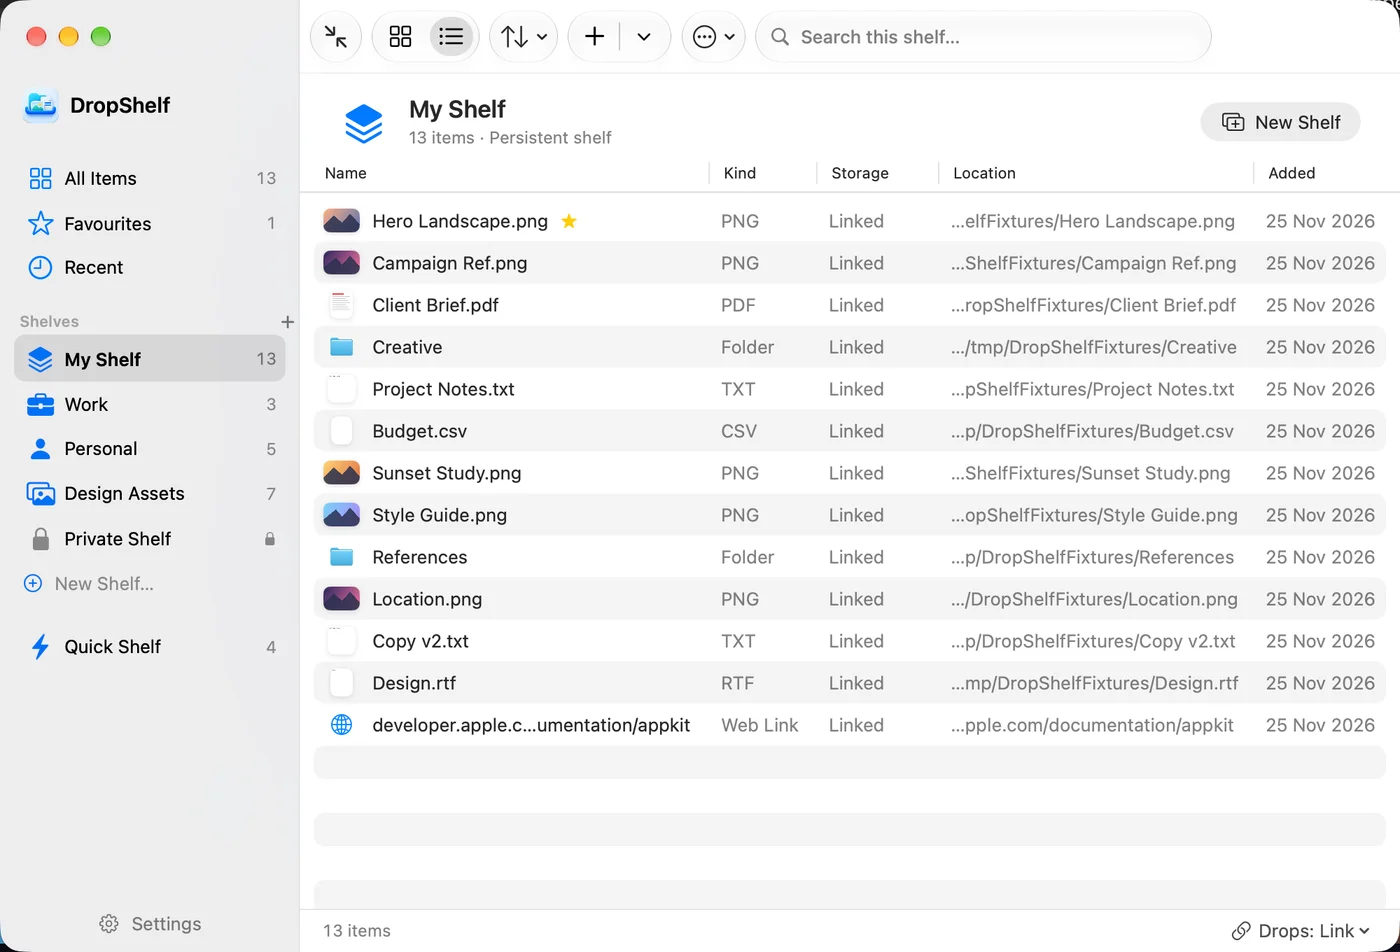 DropShelf
All Items 13
Favourites 1
Recent
Shelves
My Shelf 13
Work 3
Personal 5
Design Assets 7
Private Shelf
New Shelf...
Quick Shelf 4
Settings
Search this shelf...
My Shelf
13 items · Persistent shelf
New Shelf
Name Kind Storage Location Added
Hero Landscape.png PNG Linked ...elfFixtures/Hero Landscape.png 25 Nov 2026
Campaign Ref.png PNG Linked ...ShelfFixtures/Campaign Ref.png 25 Nov 2026
Client Brief.pdf PDF Linked ...ropShelfFixtures/Client Brief.pdf 25 Nov 2026
Creative Folder Linked .../tmp/DropShelfFixtures/Creative 25 Nov 2026
Project Notes.txt TXT Linked ...pShelfFixtures/Project Notes.txt 25 Nov 2026
Budget.csv CSV Linked ...p/DropShelfFixtures/Budget.csv 25 Nov 2026
Sunset Study.png PNG Linked ...ShelfFixtures/Sunset Study.png 25 Nov 2026
Style Guide.png PNG Linked ...opShelfFixtures/Style Guide.png 25 Nov 2026
References Folder Linked ...p/DropShelfFixtures/References 25 Nov 2026
Location.png PNG Linked .../DropShelfFixtures/Location.png 25 Nov 2026
Copy v2.txt TXT Linked ...p/DropShelfFixtures/Copy v2.txt 25 Nov 2026
Design.rtf RTF Linked ...mp/DropShelfFixtures/Design.rtf 25 Nov 2026
developer.apple.c...umentation/appkit Web Link Linked ...pple.com/documentation/appkit 25 Nov 2026
13 items
Drops: Link